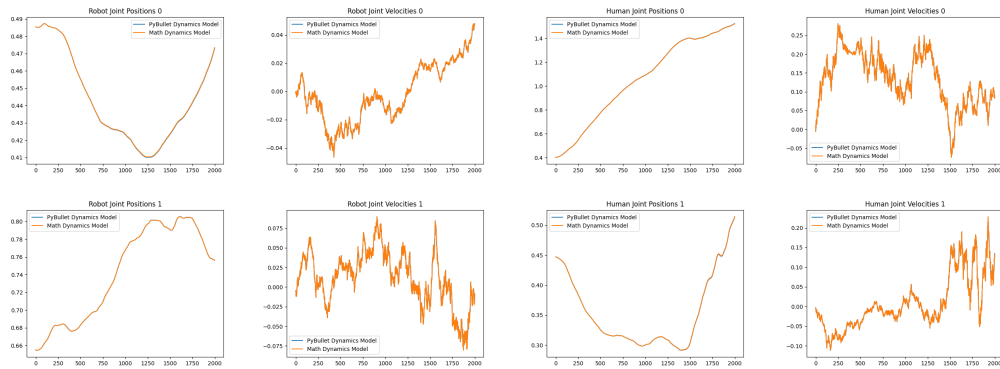 Robot Joint Positions 0
0.49
0.48
0.47
0.46
0.45
0.44
0.43
0.42
0.41
0 250 500 750 1000 1250 1500 1750 2000
PyBullet Dynamics Model
Math Dynamics Model
Robot Joint Velocities 0
0.04
0.02
0.00
−0.02
−0.04
0 250 500 750 1000 1250 1500 1750 2000
PyBullet Dynamics Model
Math Dynamics Model
Human Joint Positions 0
1.4
1.2
1.0
0.8
0.6
0.4
0 250 500 750 1000 1250 1500 1750 2000
PyBullet Dynamics Model
Math Dynamics Model
Human Joint Velocities 0
0.25
0.20
0.15
0.10
0.05
0.00
−0.05
0 250 500 750 1000 1250 1500 1750 2000
PyBullet Dynamics Model
Math Dynamics Model
Robot Joint Positions 1
0.80
0.78
0.76
0.74
0.72
0.70
0.68
0.66
0 250 500 750 1000 1250 1500 1750 2000
PyBullet Dynamics Model
Math Dynamics Model
Robot Joint Velocities 1
0.075
0.050
0.025
0.000
−0.025
−0.050
−0.075
0 250 500 750 1000 1250 1500 1750 2000
PyBullet Dynamics Model
Math Dynamics Model
Human Joint Positions 1
0.50
0.45
0.40
0.35
0.30
0 250 500 750 1000 1250 1500 1750 2000
PyBullet Dynamics Model
Math Dynamics Model
Human Joint Velocities 1
0.20
0.15
0.10
0.05
0.00
−0.05
−0.10
0 250 500 750 1000 1250 1500 1750 2000
PyBullet Dynamics Model
Math Dynamics Model